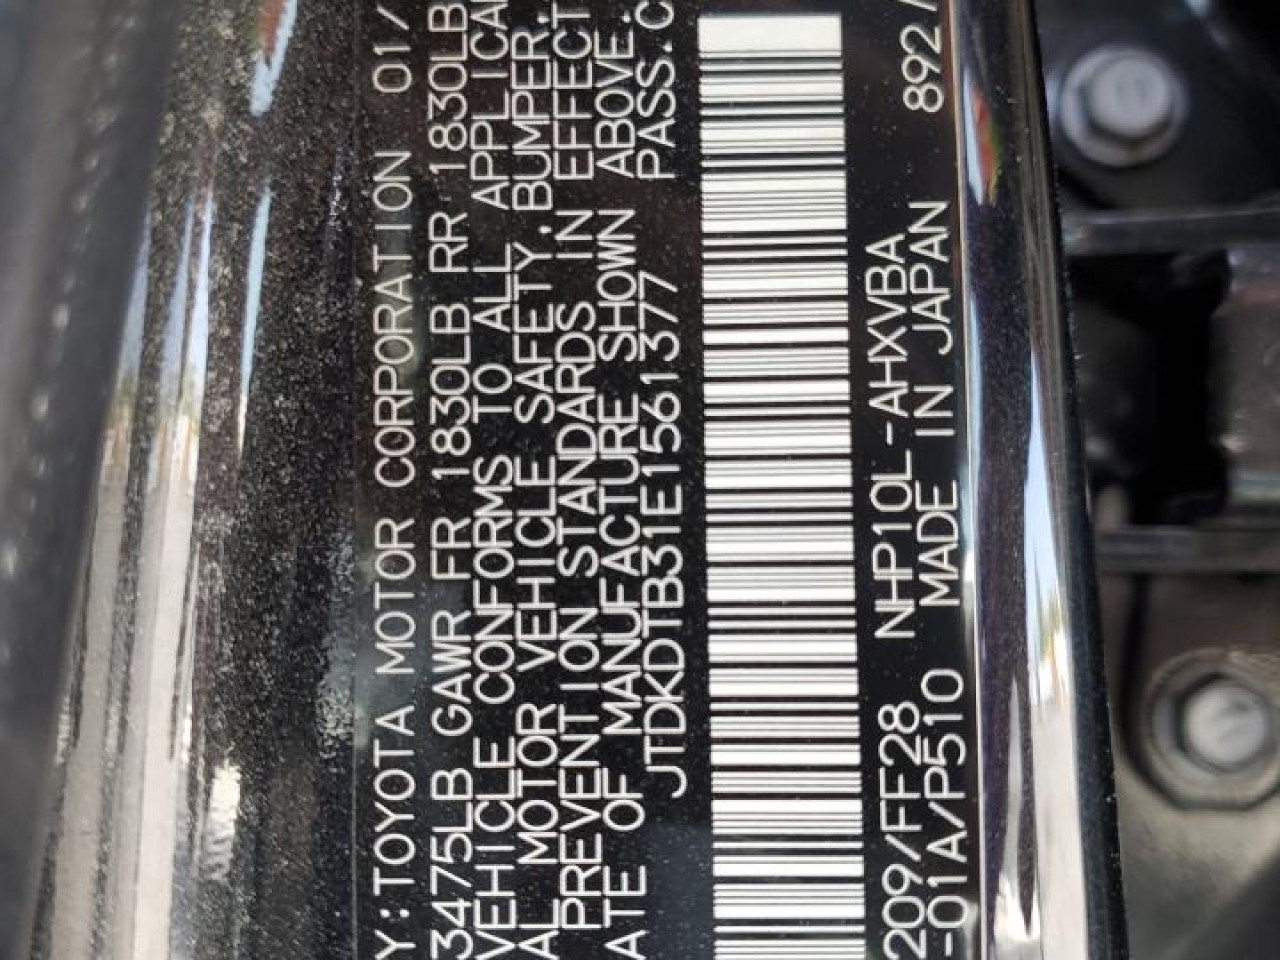 Y: TOYOTA MOTOR CORPORATION 01/
3475LB GAWR FR 1830LB RR 1830LB
VEHICLE CONFORMS TO ALL APPLICA
AL MOTOR VEHICLE SAFETY, BUMPER.
PREVENTION STANDARDS IN EFFECT
ATE OF MANUFACTURE SHOWN ABOVE.
JTDKDTB31E1561377 PASS.C
209/FF28 NHP10L-AHXVBA 892/
-01A/P510 MADE IN JAPAN